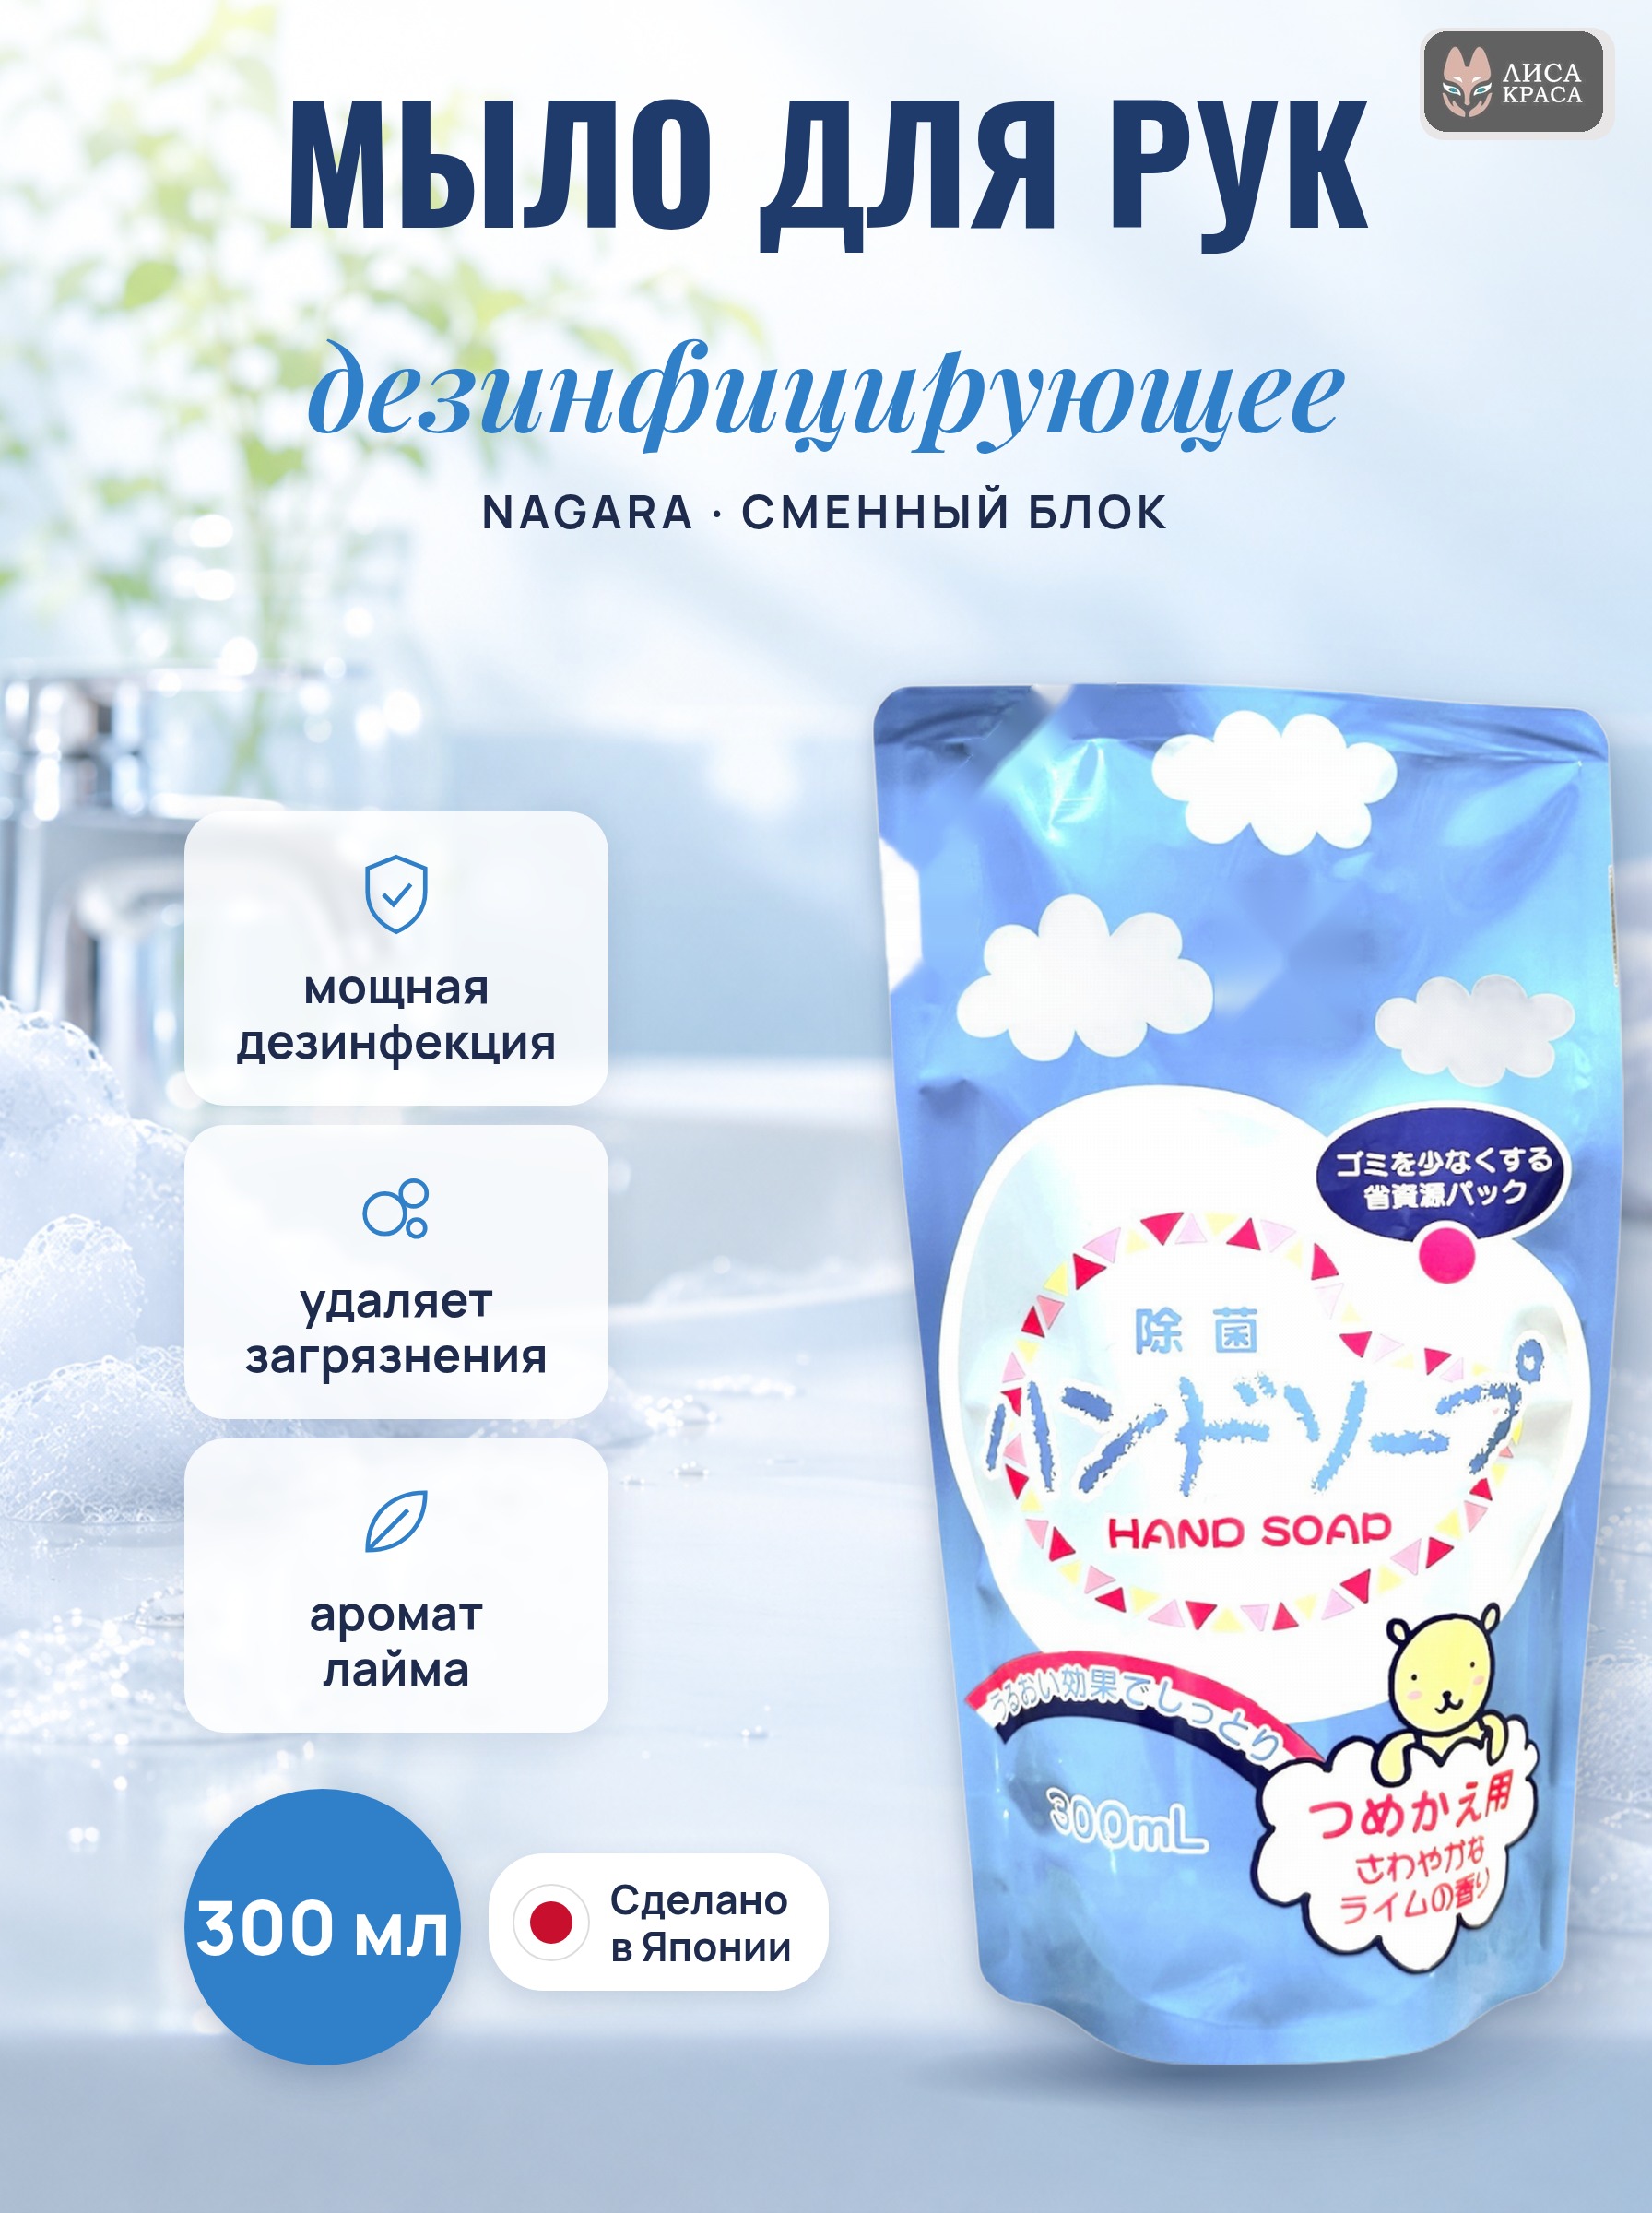 ЛИСА
КРАСА
МЫЛО ДЛЯ РУК
дезинфицирующее
NAGARA · СМЕННЫЙ БЛОК
мощная
дезинфекция
удаляет
загрязнения
аромат
лайма
300 мл
Сделано
в Японии
ゴミを少なくする
省資源パック
除菌
ハンドソープ
HAND SOAP
うるおい効果でしっとり
300mL
つめかえ用
さわやかな
ライムの香り